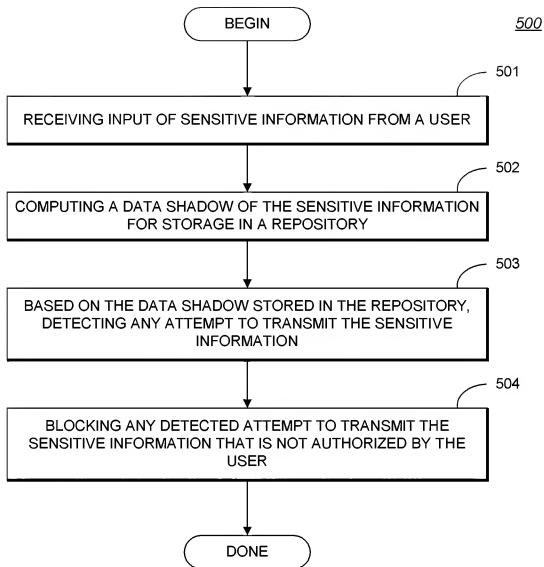 BEGIN
500
501
RECEIVING INPUT OF SENSITIVE INFORMATION FROM A USER
502
COMPUTING A DATA SHADOW OF THE SENSITIVE INFORMATION
FOR STORAGE IN A REPOSITORY
503
BASED ON THE DATA SHADOW STORED IN THE REPOSITORY,
DETECTING ANY ATTEMPT TO TRANSMIT THE SENSITIVE
INFORMATION
504
BLOCKING ANY DETECTED ATTEMPT TO TRANSMIT THE
SENSITIVE INFORMATION THAT IS NOT AUTHORIZED BY THE
USER
DONE